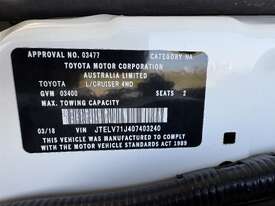 APPROVAL NO. 03477 CATEGORY NA
TOYOTA MOTOR CORPORATION
AUSTRALIA LIMITED
TOYOTA L/CRUISER 4WD
GVM 03400 SEATS 2
MAX. TOWING CAPACITY
03/18 JTELV71J407403240
THIS VEHICLE WAS MANUFACTURED TO COMPLY WITH
THE MOTOR VEHICLE STANDARDS ACT 1989